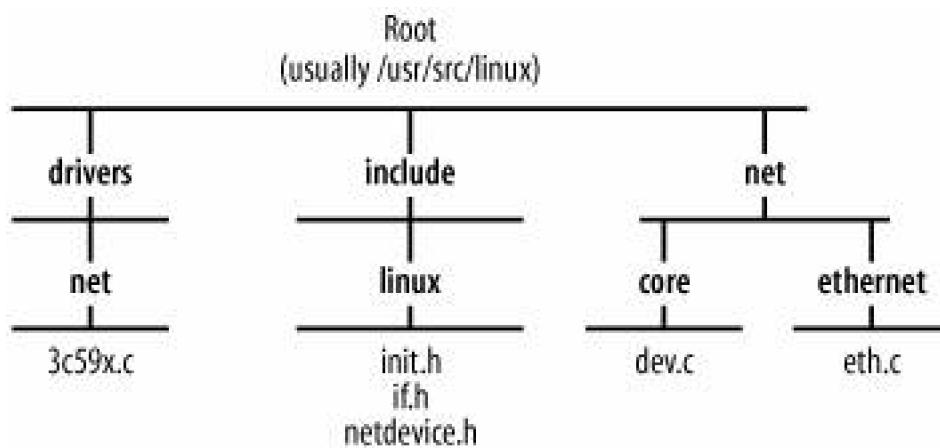 Root
(usually /usr/src/linux)
drivers include net
net linux core ethernet
3c59x.c init.h dev.c eth.c
if.h
netdevice.h